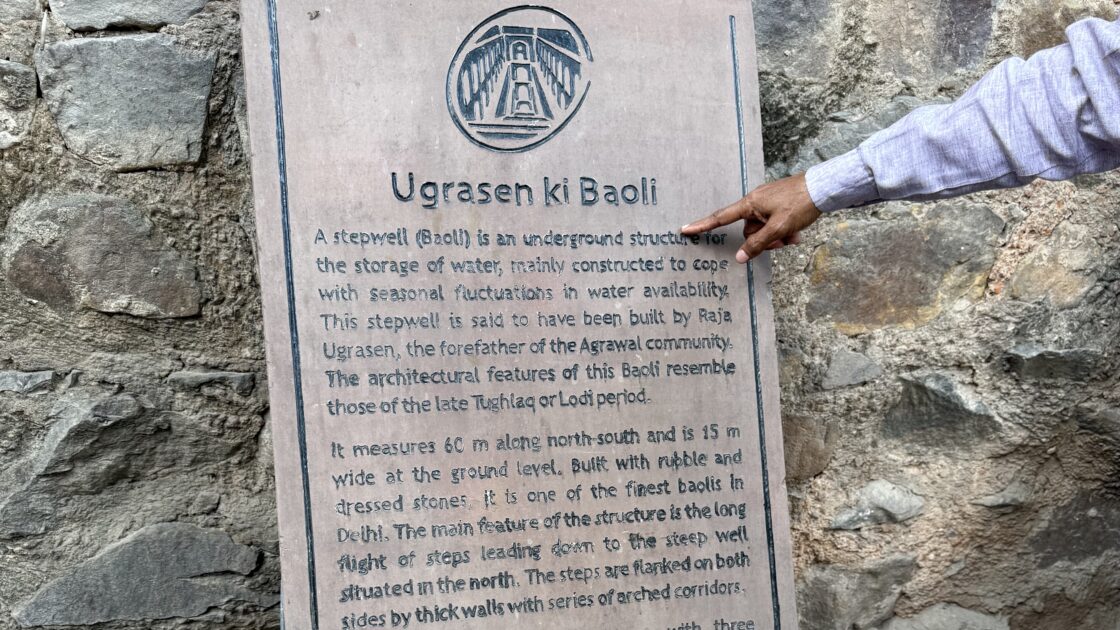 Ugrasen ki Baoli
A stepwell (Baoli) is an underground structure for
the storage of water, mainly constructed to cope
with seasonal fluctuations in water availability.
This stepwell is said to have been built by Raja
Ugrasen, the forefather of the Agrawal community.
The architectural features of this Baoli resemble
those of the late Tughlaq or Lodi period.
It measures 60 m along north-south and is 15 m
wide at the ground level. Built with rubble and
dressed stones, it is one of the finest baolis in
Delhi. The main feature of the structure is the long
flight of steps leading down to the steep well
situated in the north. The steps are flanked on both
sides by thick walls with series of arched corridors.
with three